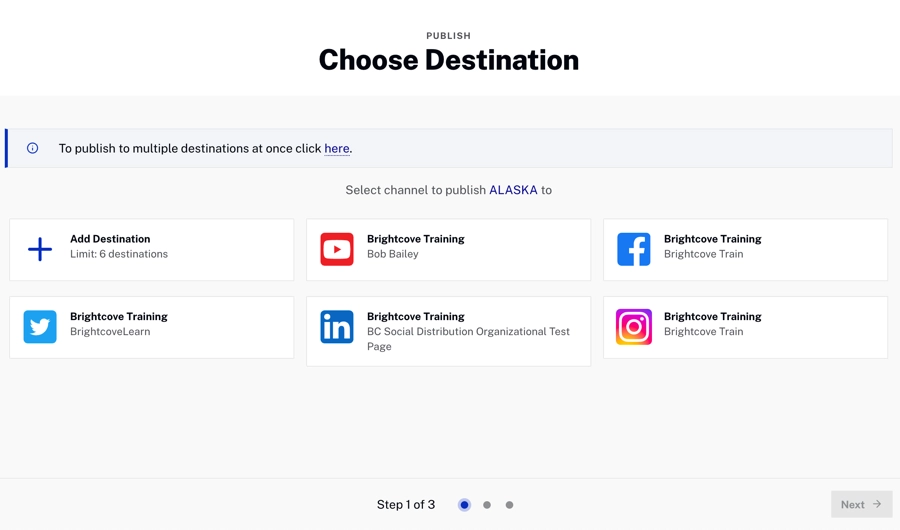 PUBLISH
Choose Destination
To publish to multiple destinations at once click here.
Select channel to publish ALASKA to
Add Destination
Limit: 6 destinations
Brightcove Training
Bob Bailey
Brightcove Training
Brightcove Train
Brightcove Training
BrightcoveLearn
Brightcove Training
BC Social Distribution Organizational Test
Page
Brightcove Training
Brightcove Train
Step 1 of 3
Next